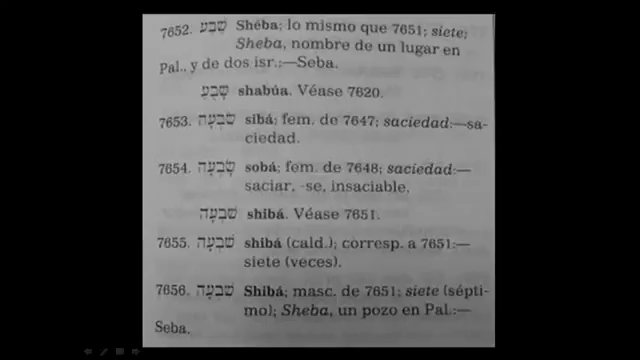 7652. שֶׁבַע Shéba; lo mismo que 7651; siete;
Sheba, nombre de un lugar en
Pal., y de dos isr.:—Seba.
שָׁבֻעַ shabúa. Véase 7620.
7653. שִׂבְעָה sibá; fem. de 7647; saciedad:—sa-
ciedad.
7654. שָׂבְעָה sobá; fem. de 7648; saciedad:—
saciar, -se, insaciable.
שִׁבְעָה shibá. Véase 7651.
7655. שִׁבְעָה shibá (cald.); corresp. a 7651:—
siete (veces).
7656. שִׁבְעָה Shibá; masc. de 7651; siete (sépti-
mo); Sheba, un pozo en Pal.:—
Seba.